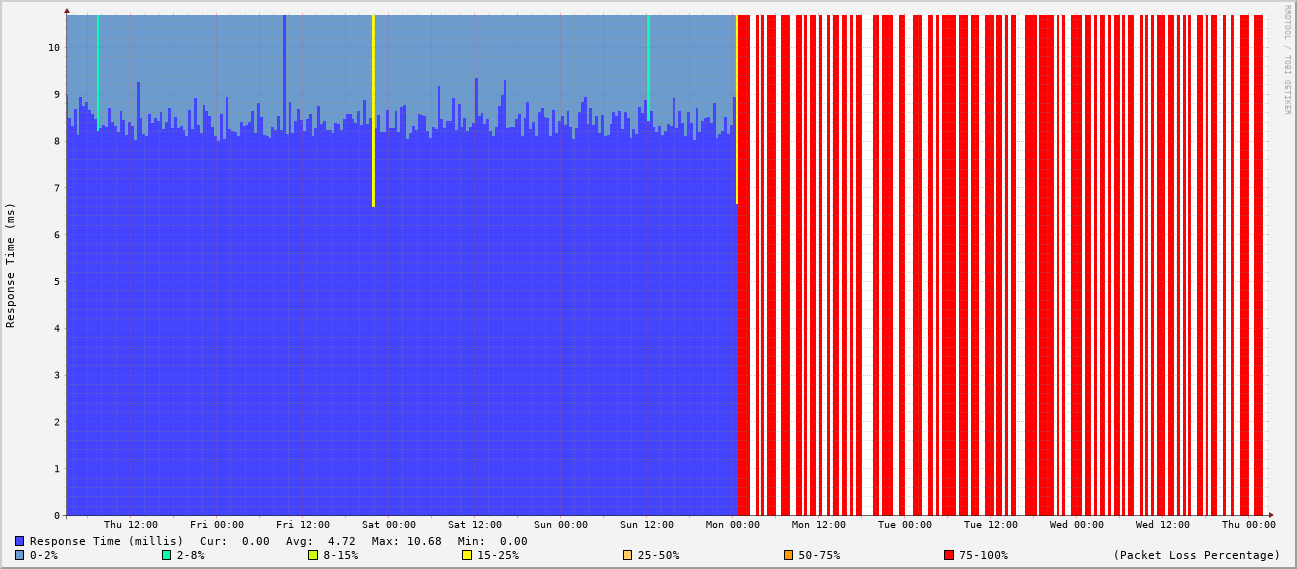 RRDTOOL / TOBI OETIKER
Response Time (ms)
10
9
8
7
6
5
4
3
2
1
0
Thu 12:00 Fri 00:00 Fri 12:00 Sat 00:00 Sat 12:00 Sun 00:00 Sun 12:00 Mon 00:00 Mon 12:00 Tue 00:00 Tue 12:00 Wed 00:00 Wed 12:00 Thu 00:00
Response Time (millis) Cur: 0.00 Avg: 4.72 Max: 10.68 Min: 0.00
0-2% 2-8% 8-15% 15-25% 25-50% 50-75% 75-100% (Packet Loss Percentage)